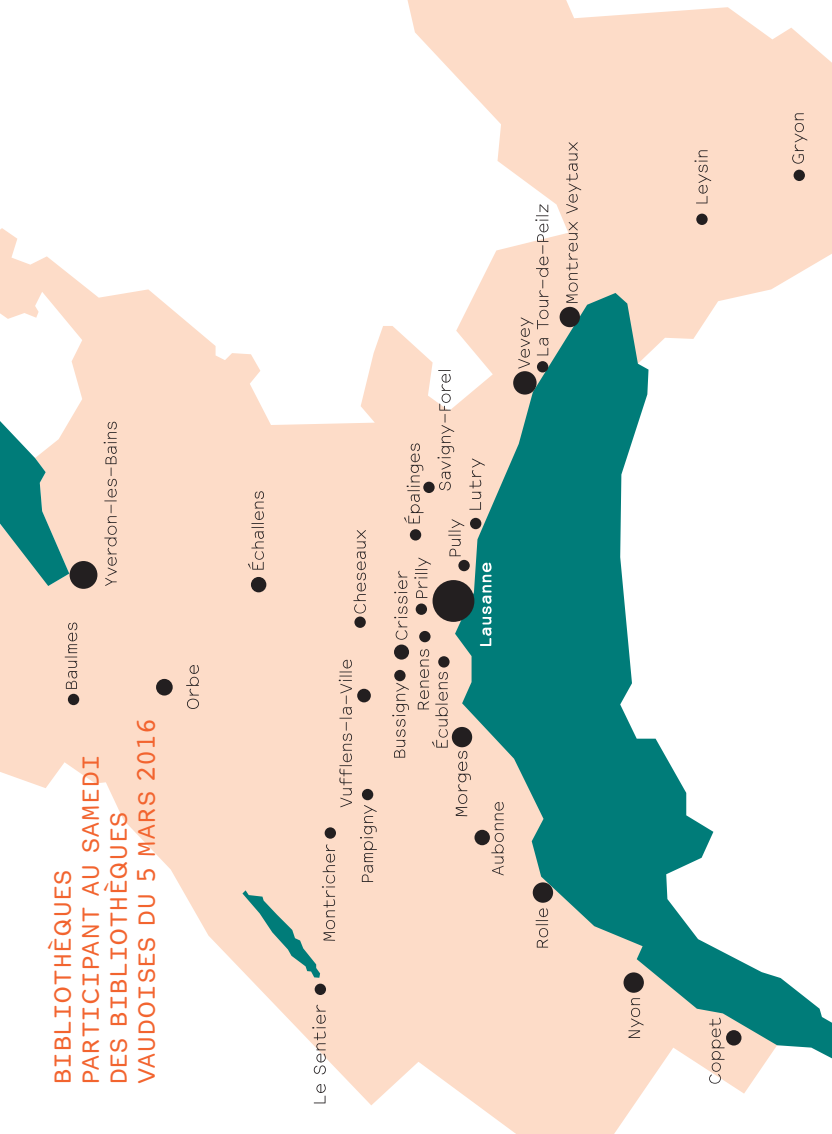 BIBLIOTHÈQUES
PARTICIPANT AU SAMEDI
DES BIBLIOTHÈQUES
VAUDOISES DU 5 MARS 2016
Baulmes
Yverdon-les-Bains
Orbe
Échallens
Le Sentier
Montricher
Vufflens-la-Ville
Cheseaux
Pampigny
Bussigny
Crissier
Épalinges
Renens
Prilly
Savigny-Forel
Écublens
Pully
Morges
Lutry
Lausanne
Aubonne
Vevey
Rolle
La Tour-de-Peilz
Montreux Veytaux
Nyon
Leysin
Coppet
Gryon